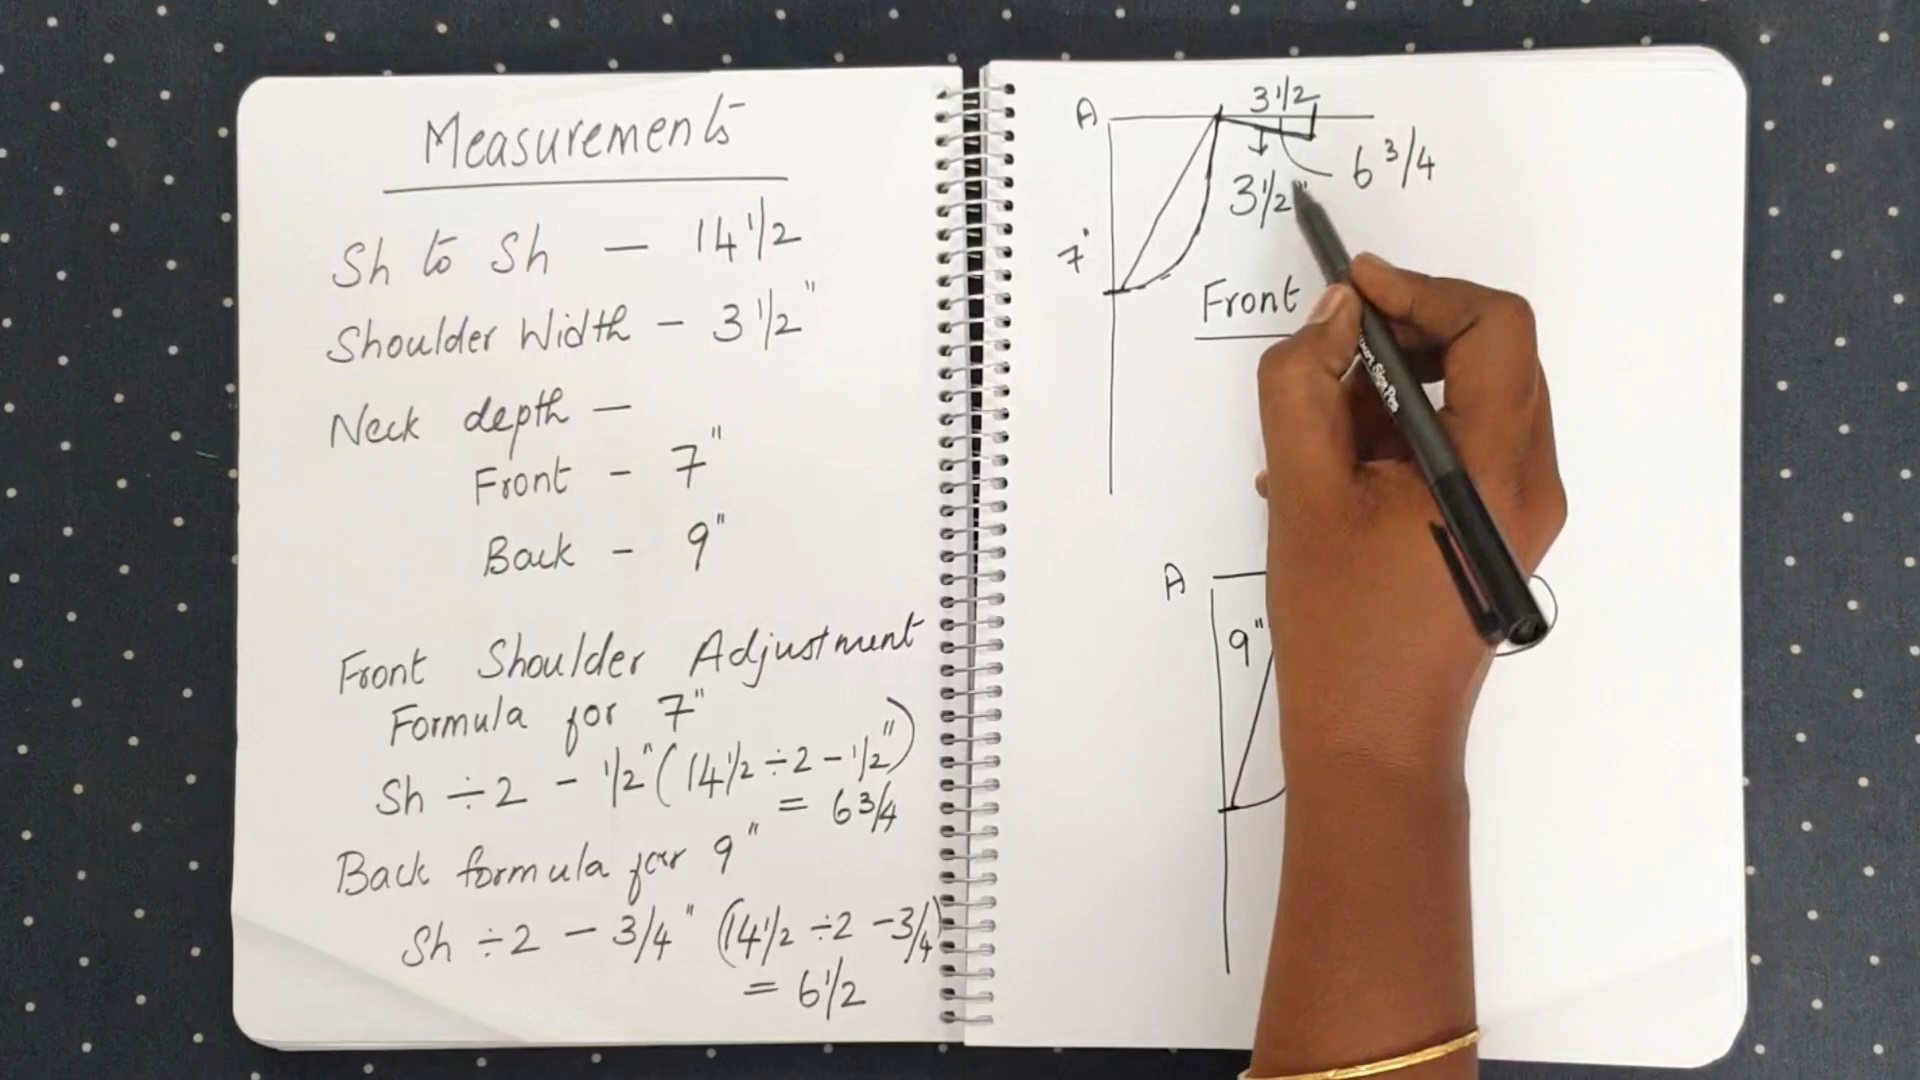 Measurements
Sh to Sh — 14 1/2
Shoulder Width – 3 1/2"
Neck depth —
Front – 7"
Back – 9"
Front Shoulder Adjustment
Formula for 7"
Sh ÷ 2 – 1/2" (14 1/2 ÷ 2 – 1/2")
= 6 3/4
Back formula for 9"
Sh ÷ 2 – 3/4" (14 1/2 ÷ 2 – 3/4)
= 6 1/2
A
3 1/2
6 3/4
3 1/2"
7"
Front
A
9"
Sign Pen